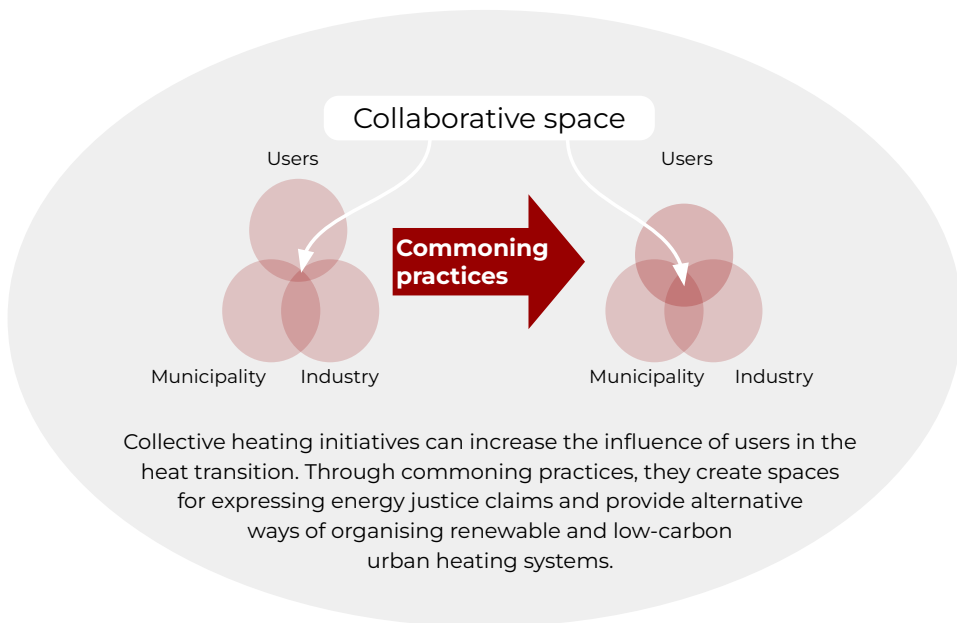 Collaborative space
Users
Users
Commoning
practices
Municipality
Industry
Municipality
Industry
Collective heating initiatives can increase the influence of users in the
heat transition. Through commoning practices, they create spaces
for expressing energy justice claims and provide alternative
ways of organising renewable and low-carbon
urban heating systems.